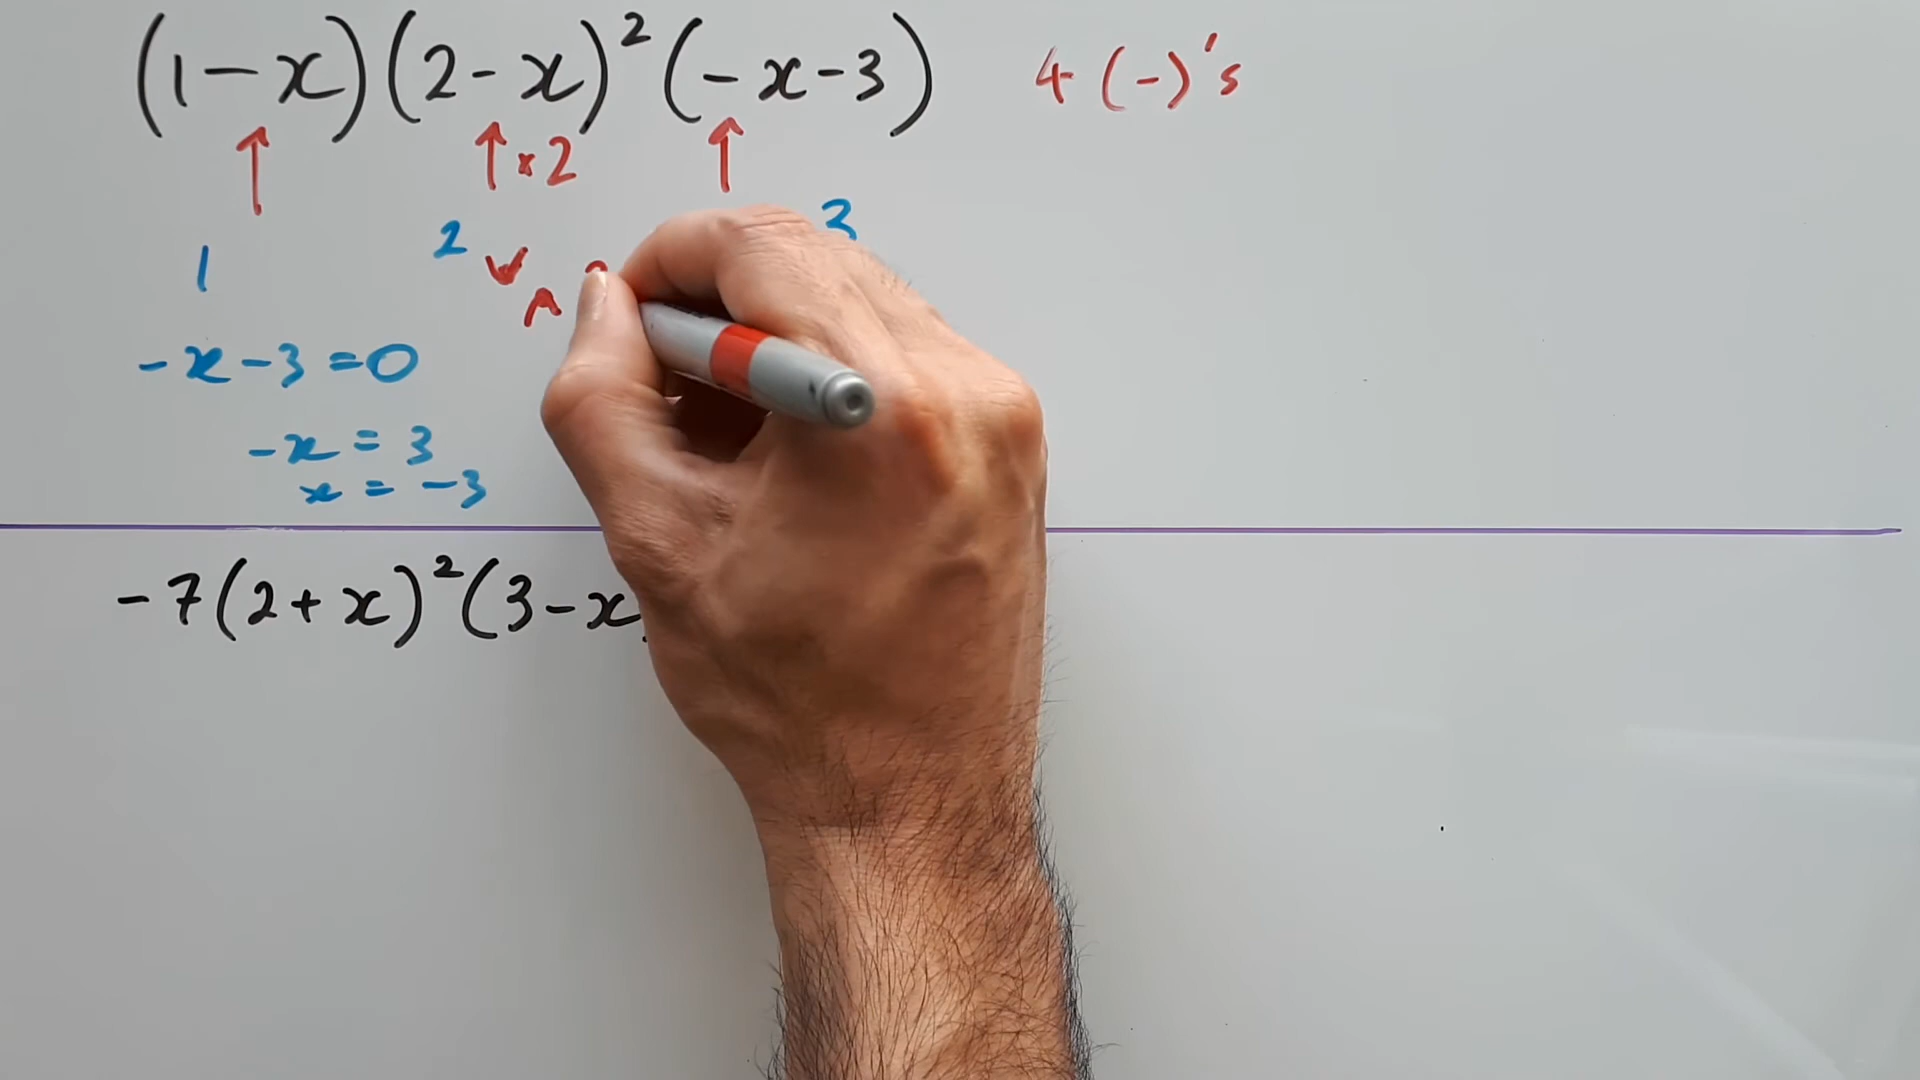 (1-x)(2-x)²(-x-3) 4 (-)'s
↑ ↑×2 ↑
1 2 3
-x-3=0
-x=3
x=-3
-7(2+x)²(3-x